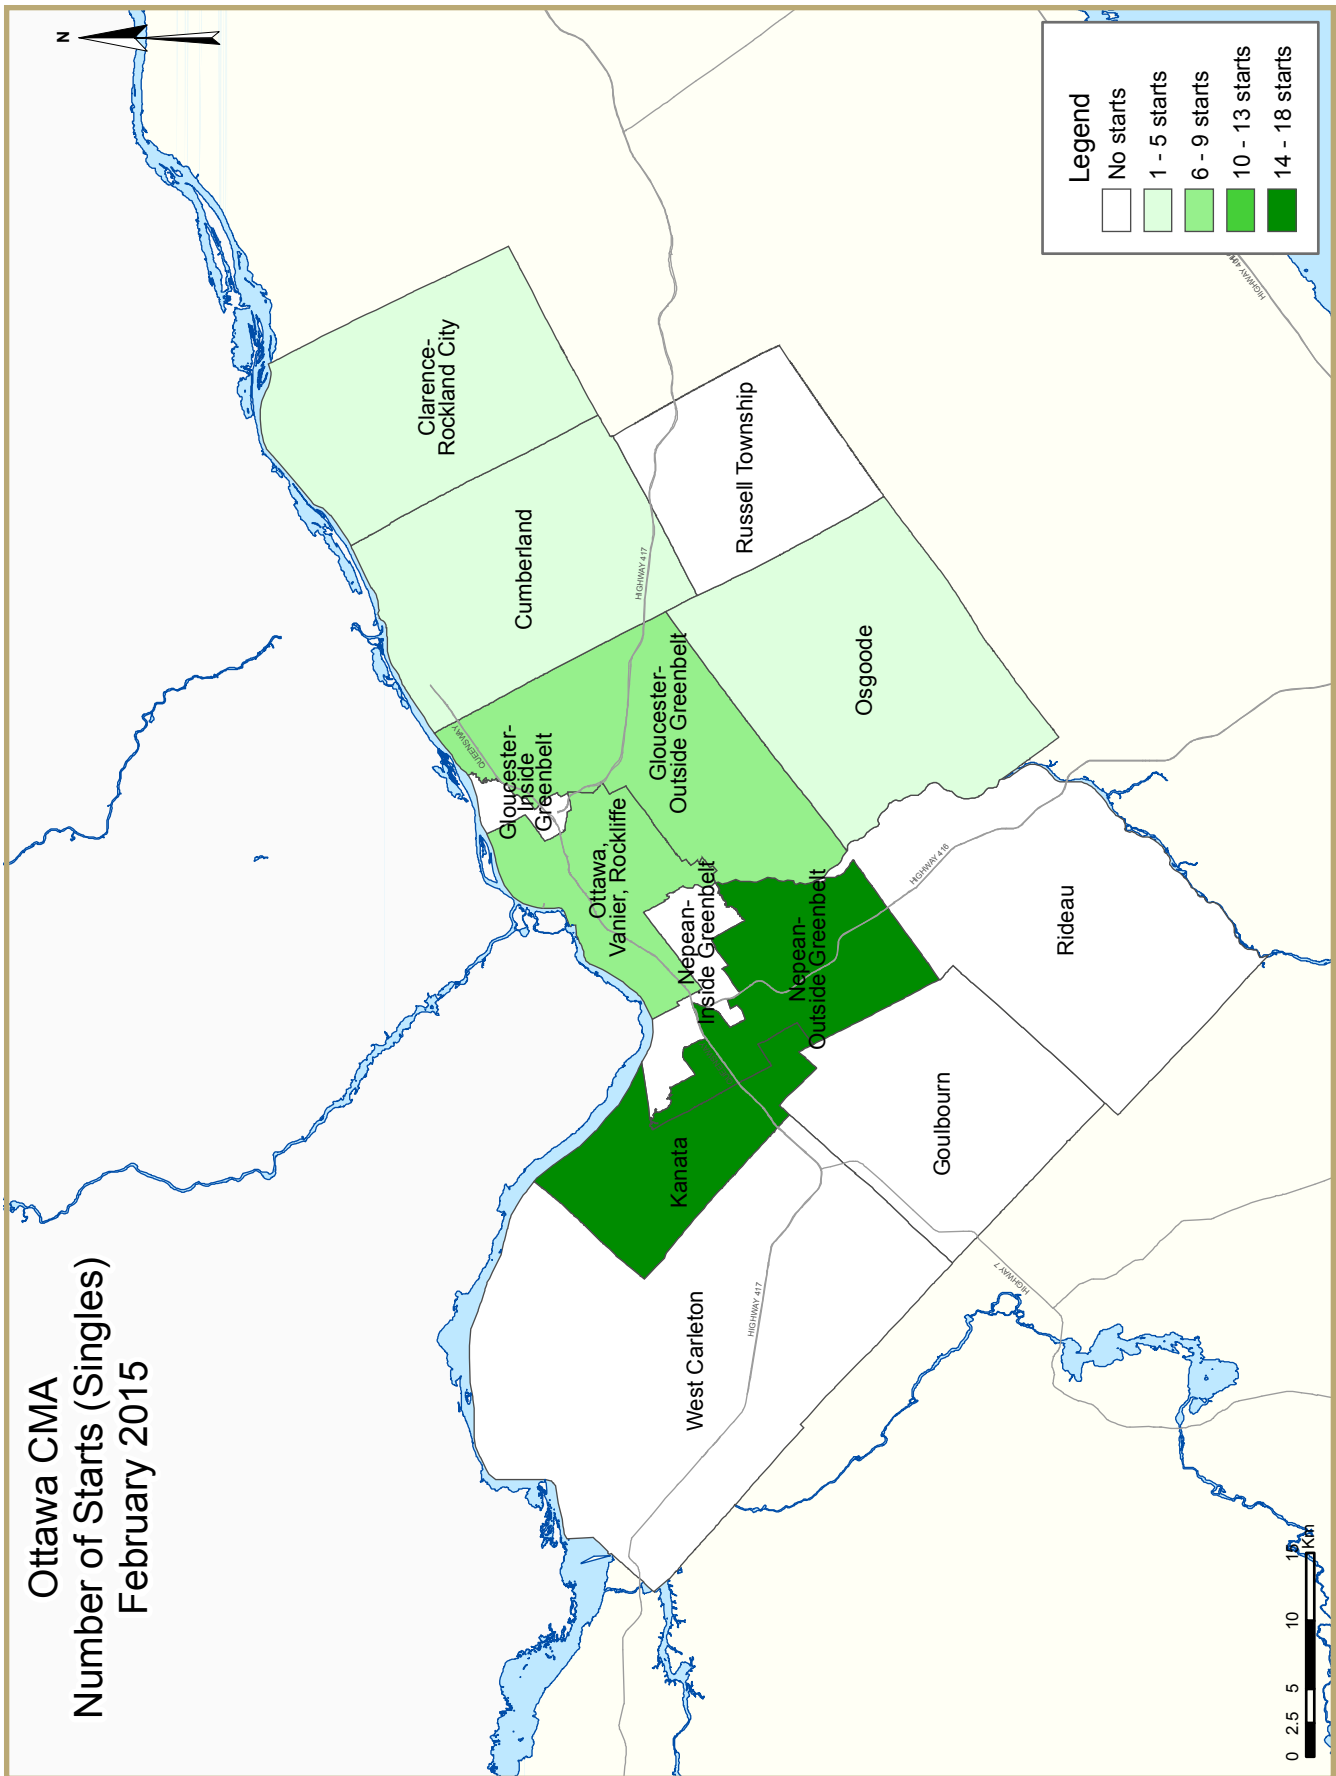 Ottawa CMA
Number of Starts (Singles)
February 2015
N
Legend
No starts
1 - 5 starts
6 - 9 starts
10 - 13 starts
14 - 18 starts
Clarence-
Rockland City
Cumberland
Russell Township
Osgoode
Gloucester-
Inside
Greenbelt
Gloucester-
Outside Greenbelt
Ottawa,
Vanier, Rockliffe
Nepean-
Inside Greenbelt
Nepean-
Outside Greenbelt
Kanata
Rideau
Goulbourn
West Carleton
QUEENSWAY
HIGHWAY 417
HIGHWAY 416
HIGHWAY 417
HIGHWAY 7
HIGHWAY
0 2.5 5 10 15
Km